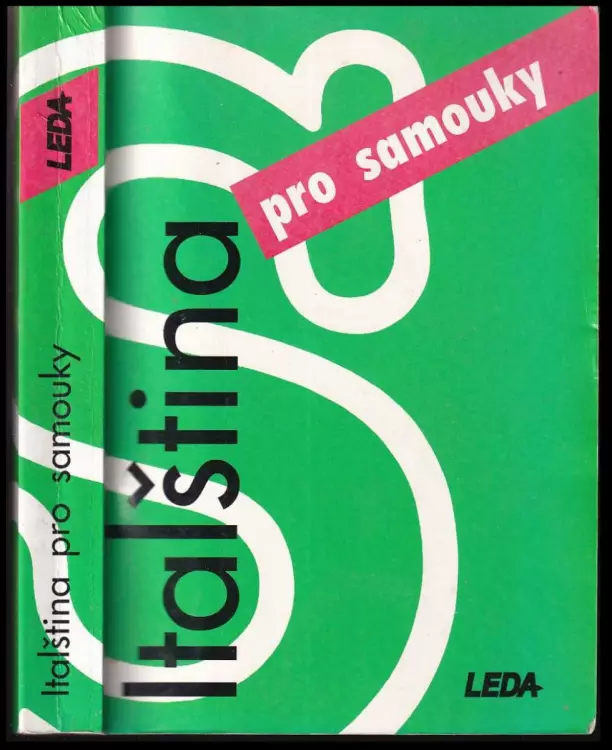 LEDA
Italština pro samouky
pro samouky
Italština
LEDA